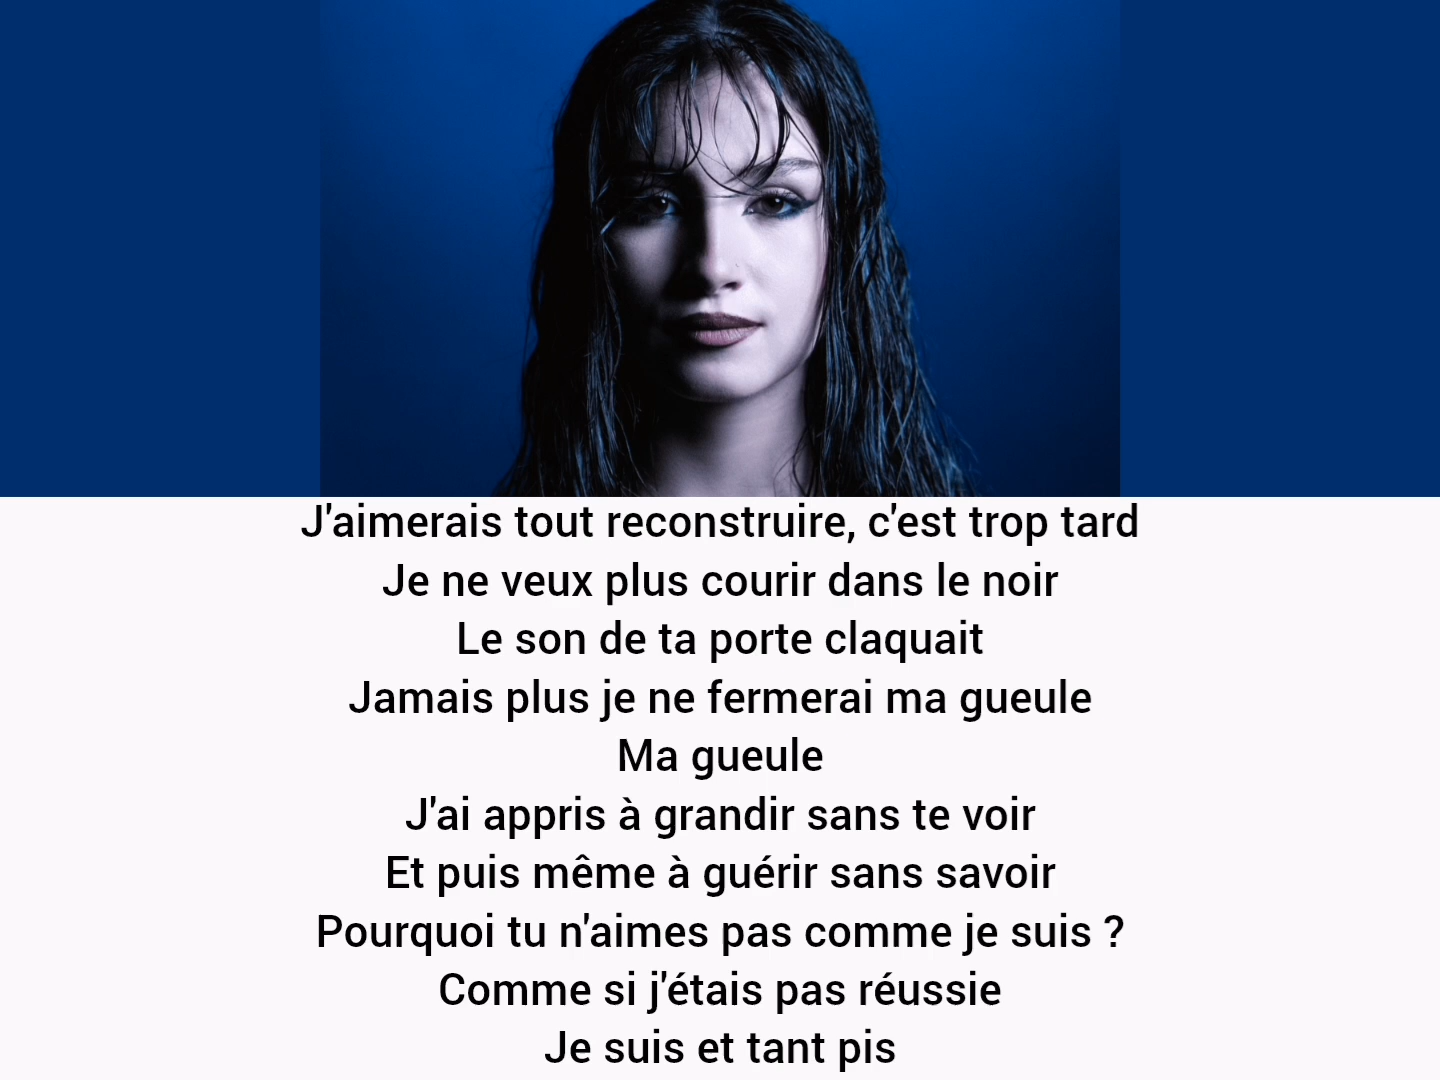 J'aimerais tout reconstruire, c'est trop tard
Je ne veux plus courir dans le noir
Le son de ta porte claquait
Jamais plus je ne fermerai ma gueule
Ma gueule
J'ai appris à grandir sans te voir
Et puis même à guérir sans savoir
Pourquoi tu n'aimes pas comme je suis ?
Comme si j'étais pas réussie
Je suis et tant pis